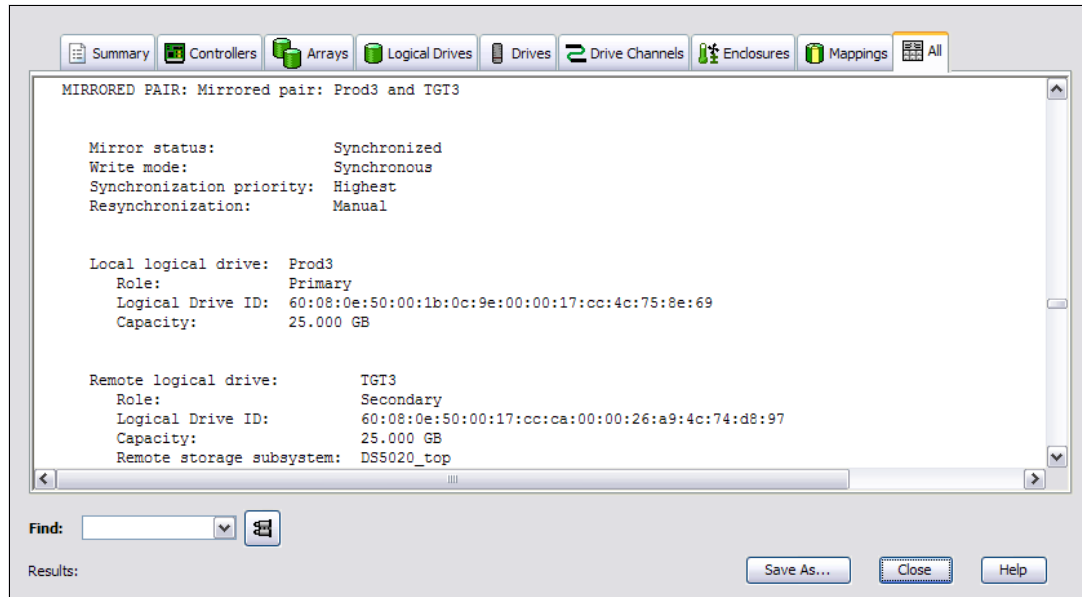 Summary Controllers Arrays Logical Drives Drives Drive Channels Enclosures Mappings All
MIRRORED PAIR: Mirrored pair: Prod3 and TGT3
Mirror status: Synchronized
Write mode: Synchronous
Synchronization priority: Highest
Resynchronization: Manual
Local logical drive: Prod3
Role: Primary
Logical Drive ID: 60:08:0e:50:00:1b:0c:9e:00:00:17:cc:4c:75:8e:69
Capacity: 25.000 GB
Remote logical drive: TGT3
Role: Secondary
Logical Drive ID: 60:08:0e:50:00:17:cc:ca:00:00:26:a9:4c:74:d8:97
Capacity: 25.000 GB
Remote storage subsystem: DS5020_top
Find:
Results:
Save As... Close Help